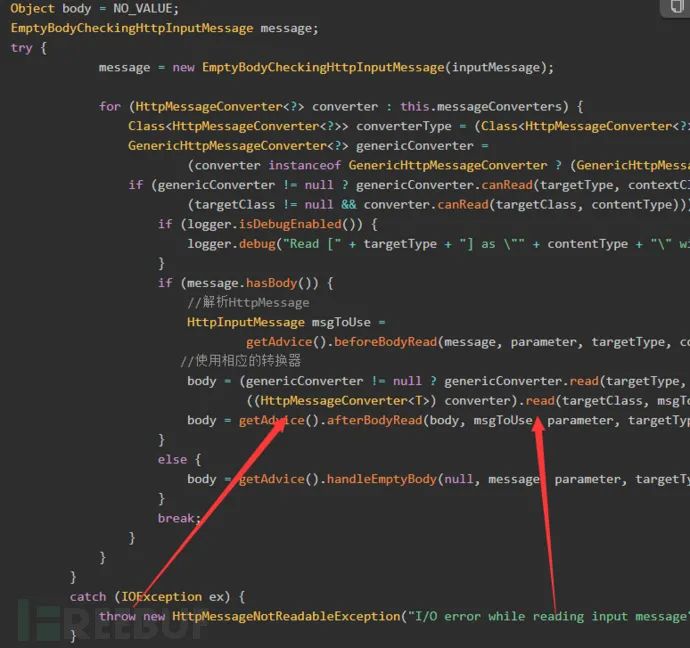 Object body = NO_VALUE;
EmptyBodyCheckingHttpInputMessage message;
try {
message = new EmptyBodyCheckingHttpInputMessage(inputMessage);
for (HttpMessageConverter<?> converter : this.messageConverters) {
Class<HttpMessageConverter<?>> converterType = (Class<HttpMessageConverter<?>
GenericHttpMessageConverter<?> genericConverter =
(converter instanceof GenericHttpMessageConverter ? (GenericHttpMess
if (genericConverter != null ? genericConverter.canRead(targetType, contextCl
(targetClass != null && converter.canRead(targetClass, contentType)))
if (logger.isDebugEnabled()) {
logger.debug("Read [" + targetType + "] as \"" + contentType + "\" wi
}
if (message.hasBody()) {
//解析HttpMessage
HttpInputMessage msgToUse =
getAdvice().beforeBodyRead(message, parameter, targetType, co
//使用相应的转换器
body = (genericConverter != null ? genericConverter.read(targetType,
((HttpMessageConverter<T>) converter).read(targetClass, msgTo
body = getAdvice().afterBodyRead(body, msgToUse, parameter, targetTyp
}
else {
body = getAdvice().handleEmptyBody(null, message, parameter, targetTy
}
break;
}
}
}
catch (IOException ex) {
throw new HttpMessageNotReadableException("I/O error while reading input message"
}
FREEBUF